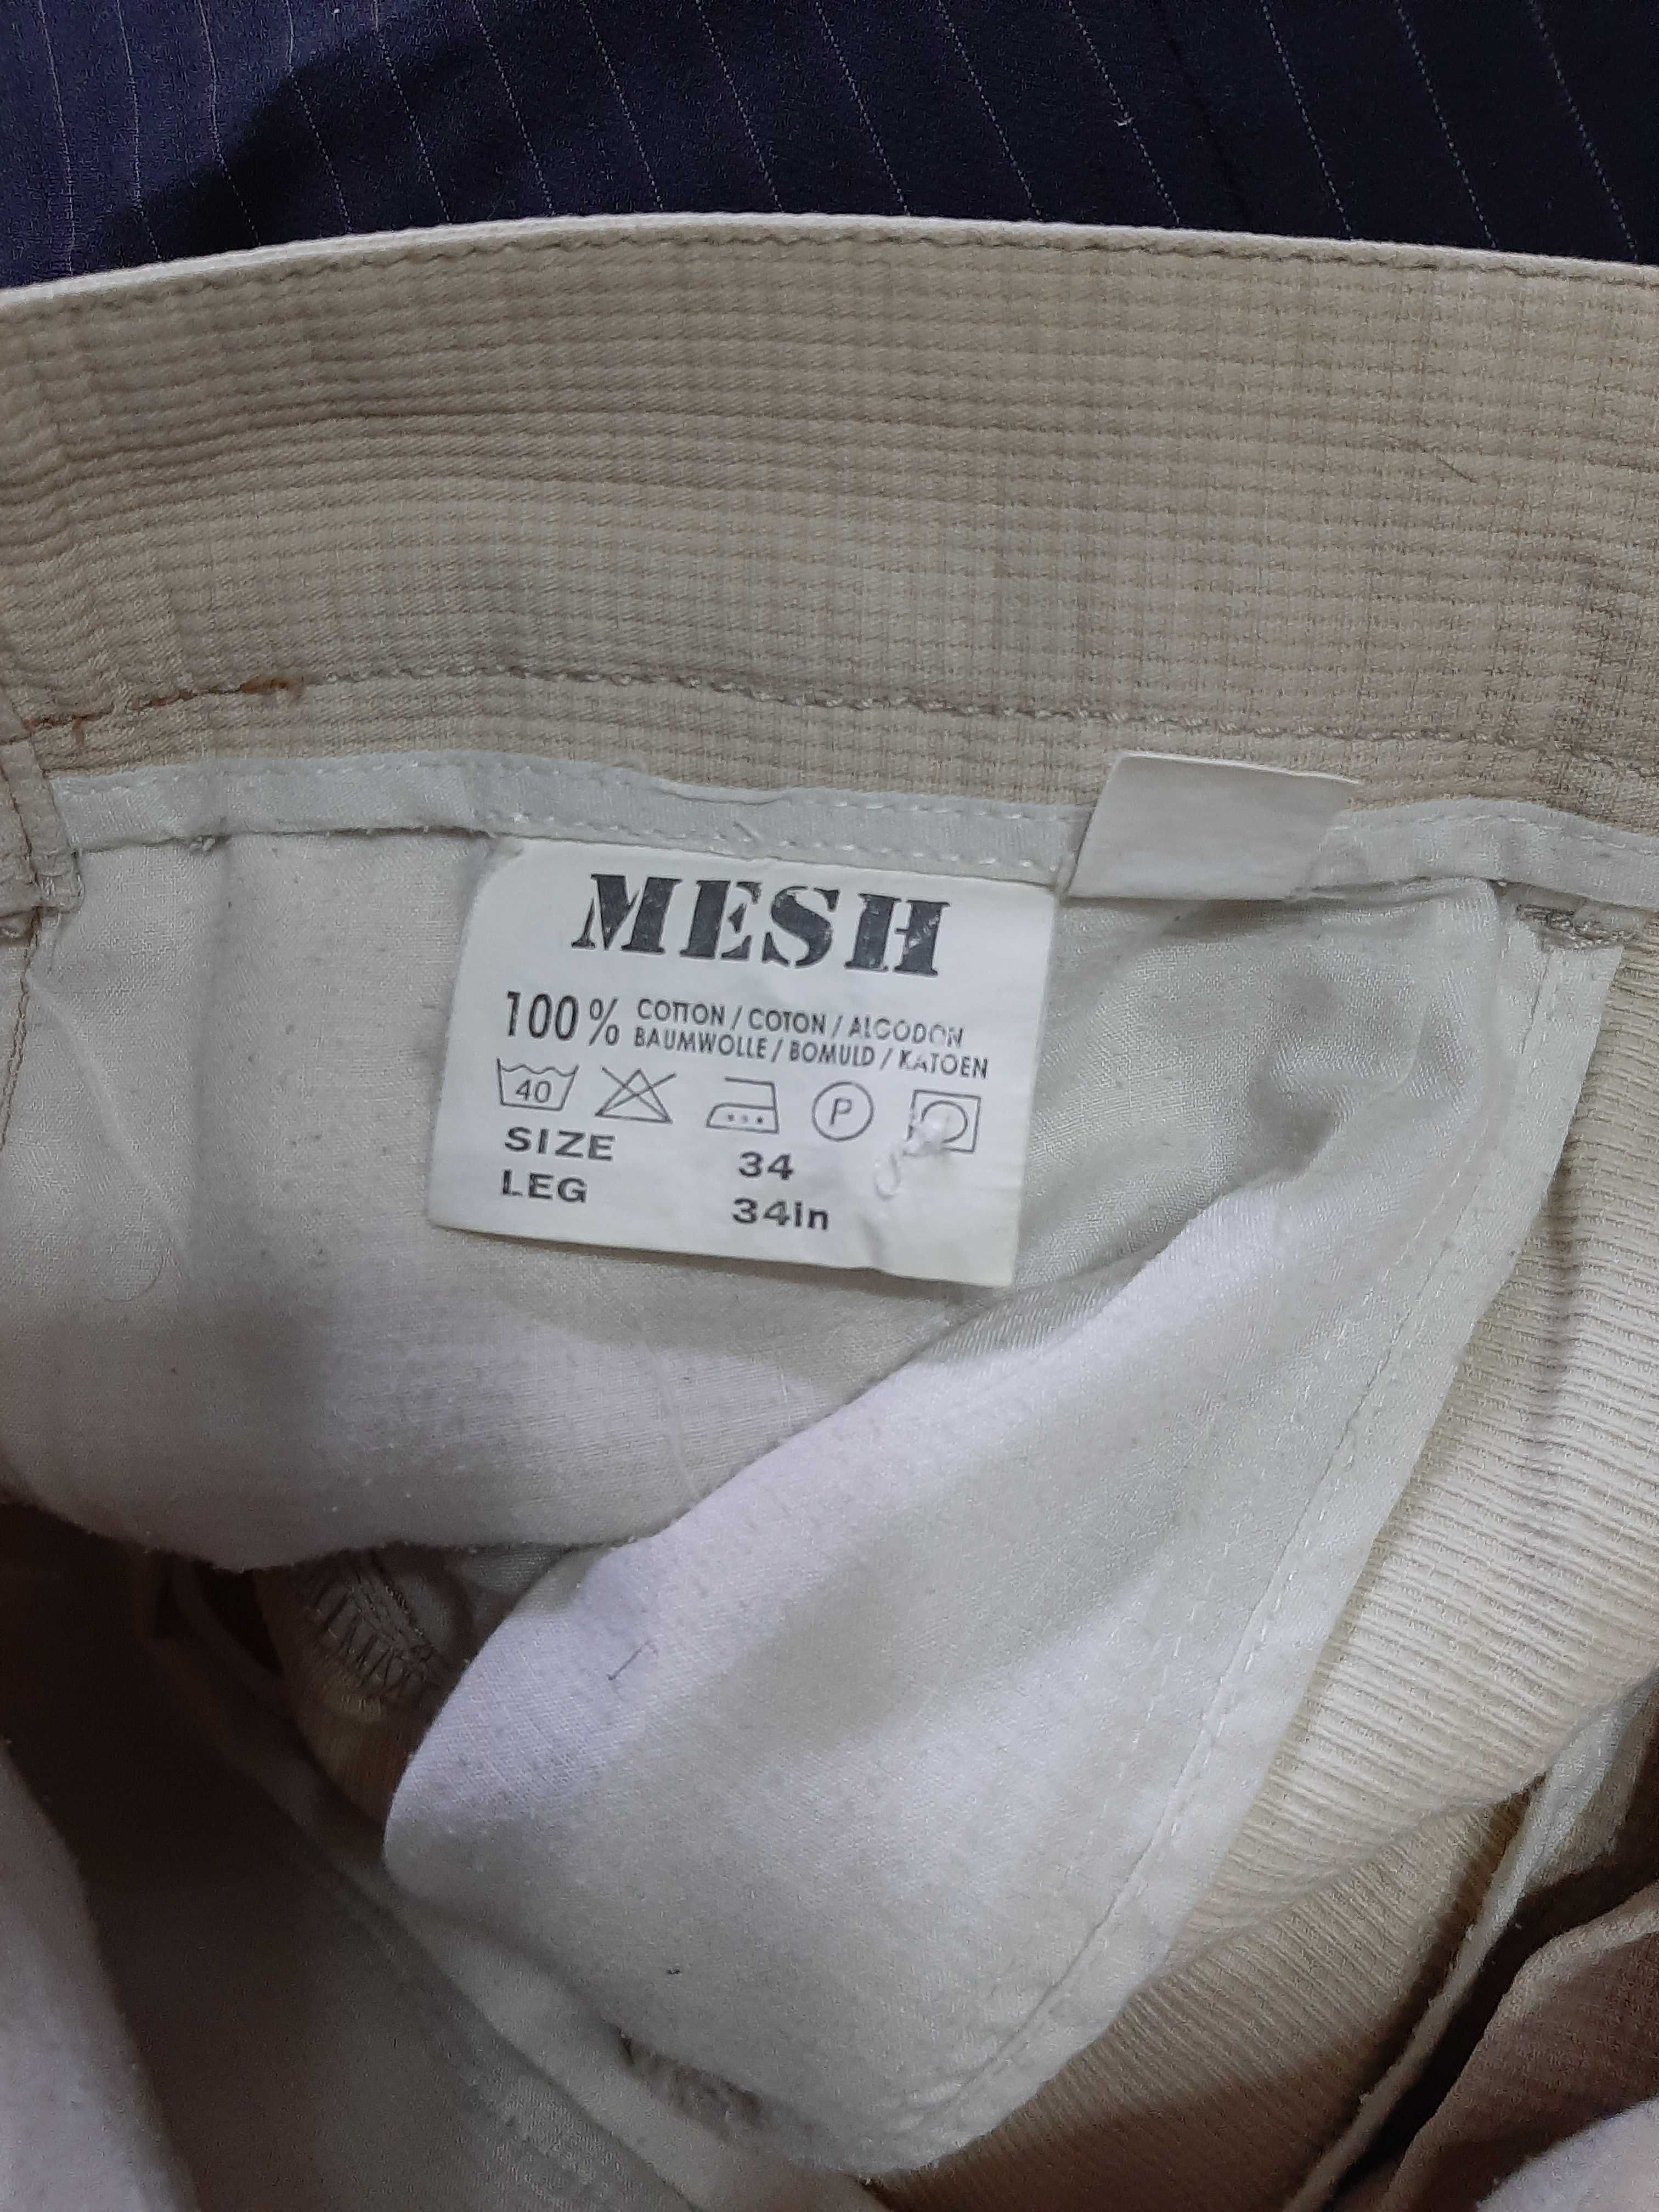 MESH
100% COTTON / COTON / ALGODON
BAUMWOLLE / BOMULD / KATOEN
40 P
SIZE 34
LEG 34in